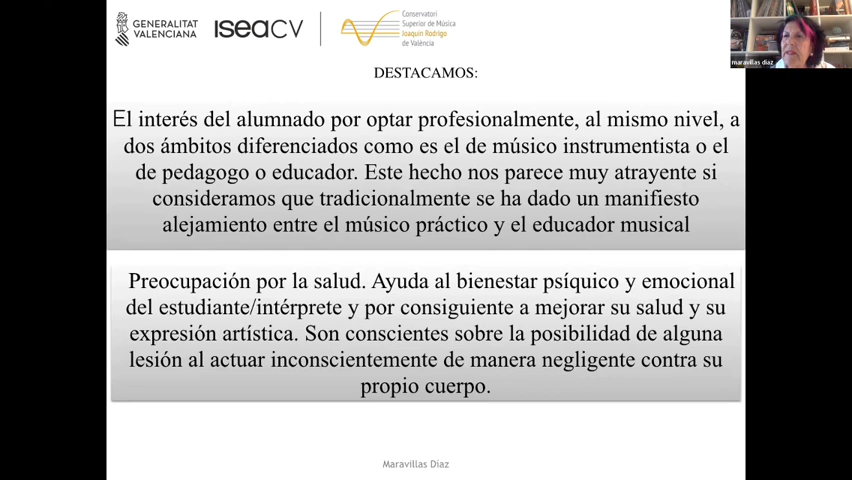 GENERALITAT
VALENCIANA
iseacv
Conservatori
Superior de Música
Joaquín Rodrigo
de València
maravillas diaz
DESTACAMOS:
El interés del alumnado por optar profesionalmente, al mismo nivel, a
dos ámbitos diferenciados como es el de músico instrumentista o el
de pedagogo o educador. Este hecho nos parece muy atrayente si
consideramos que tradicionalmente se ha dado un manifiesto
alejamiento entre el músico práctico y el educador musical
Preocupación por la salud. Ayuda al bienestar psíquico y emocional
del estudiante/intérprete y por consiguiente a mejorar su salud y su
expresión artística. Son conscientes sobre la posibilidad de alguna
lesión al actuar inconscientemente de manera negligente contra su
propio cuerpo.
Maravillas Diaz